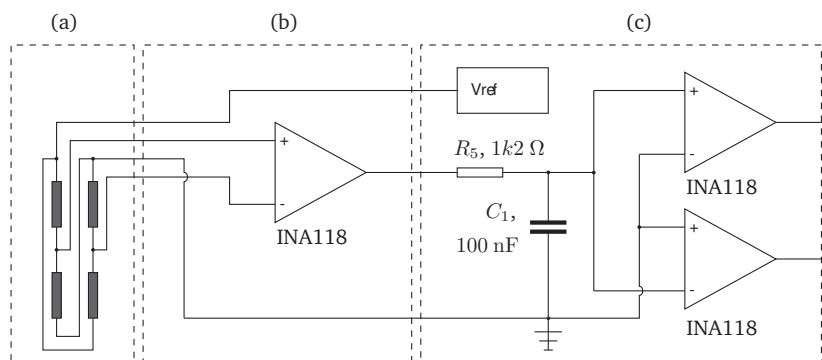 (a)
(b)
(c)
Vref
+
-
INA118
R5, 1k2 Ω
C1,
100 nF
+
-
INA118
+
-
INA118